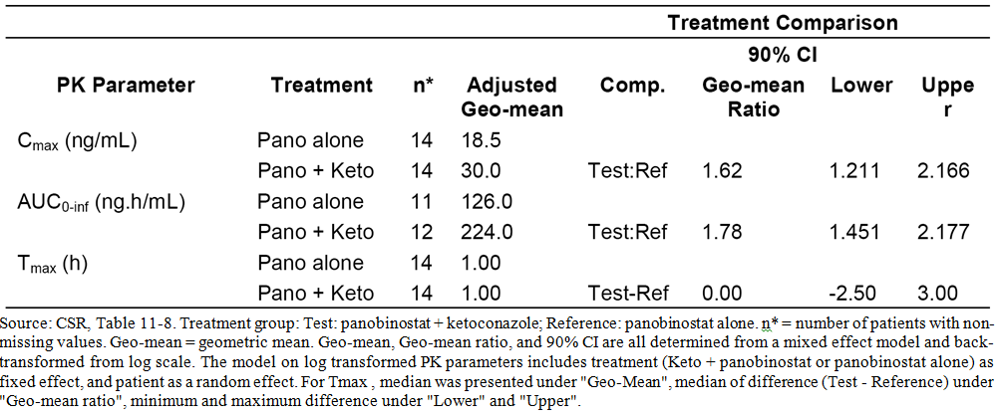 Treatment Comparison
90% CI
PK Parameter Treatment n* Adjusted Geo-mean Comp. Geo-mean Ratio Lower Uppe r
Cmax (ng/mL) Pano alone 14 18.5
Pano + Keto 14 30.0 Test:Ref 1.62 1.211 2.166
AUC0-inf (ng.h/mL) Pano alone 11 126.0
Pano + Keto 12 224.0 Test:Ref 1.78 1.451 2.177
Tmax (h) Pano alone 14 1.00
Pano + Keto 14 1.00 Test-Ref 0.00 -2.50 3.00
Source: CSR, Table 11-8. Treatment group: Test: panobinostat + ketoconazole; Reference: panobinostat alone. n* = number of patients with non-
missing values. Geo-mean = geometric mean. Geo-mean, Geo-mean ratio, and 90% CI are all determined from a mixed effect model and back-
transformed from log scale. The model on log transformed PK parameters includes treatment (Keto + panobinostat or panobinostat alone) as
fixed effect, and patient as a random effect. For Tmax , median was presented under "Geo-Mean", median of difference (Test - Reference) under
"Geo-mean ratio", minimum and maximum difference under "Lower" and "Upper".